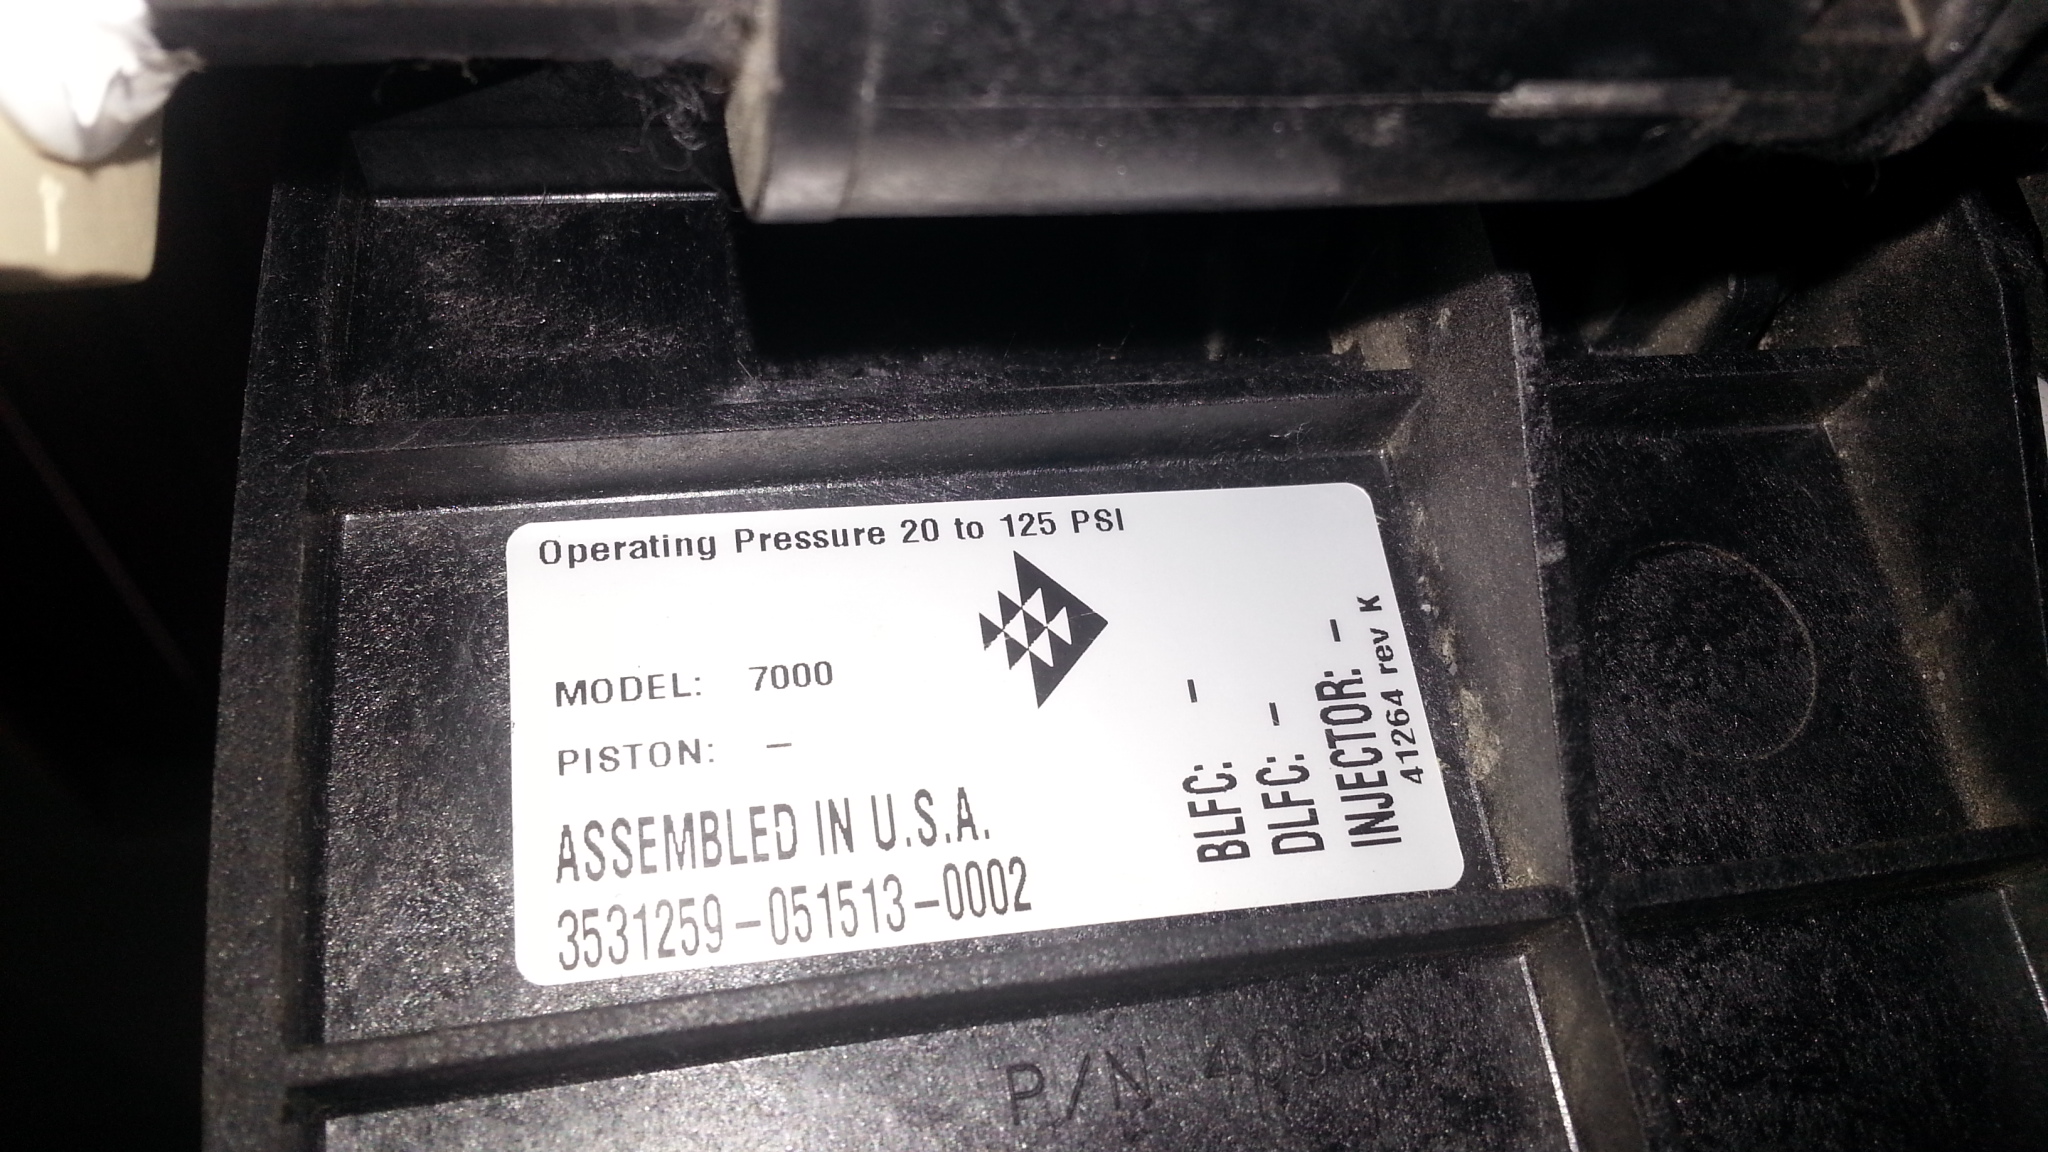 Operating Pressure 20 to 125 PSI
MODEL: 7000
PISTON: -
ASSEMBLED IN U.S.A.
3531259-051513-0002
BLFC: -
DLFC: -
INJECTOR: -
41264 rev K
P/N